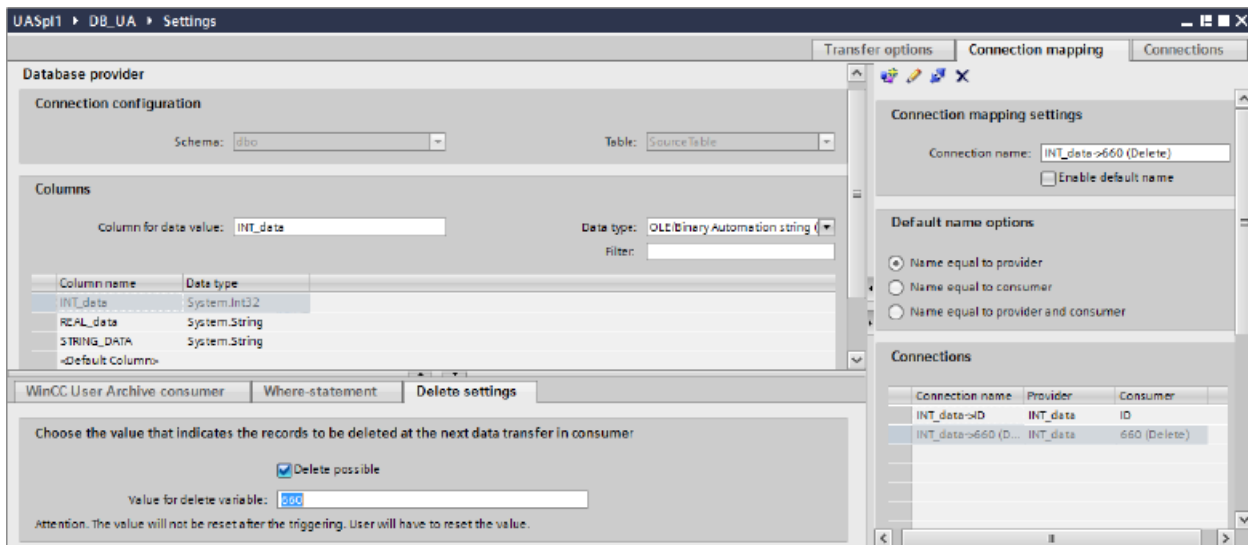 UASpl1 ▸ DB_UA ▸ Settings
Transfer options Connection mapping Connections
Database provider
Connection configuration
Schema: dbo Table: SourceTable
Columns
Column for data value: INT_data Data type: OLE/Binary Automation string (
Filter:
Column name Data type
INT_data System.Int32
REAL_data System.String
STRING_DATA System.String
<Default Column>
WinCC User Archive consumer Where-statement Delete settings
Choose the value that indicates the records to be deleted at the next data transfer in consumer
Delete possible
Value for delete variable: 660
Attention. The value will not be reset after the triggering. User will have to reset the value.
Connection mapping settings
Connection name: INT_data->660 (Delete)
Enable default name
Default name options
Name equal to provider
Name equal to consumer
Name equal to provider and consumer
Connections
Connection name Provider Consumer
INT_data->ID INT_data ID
INT_data->660 (D... INT_data 660 (Delete)